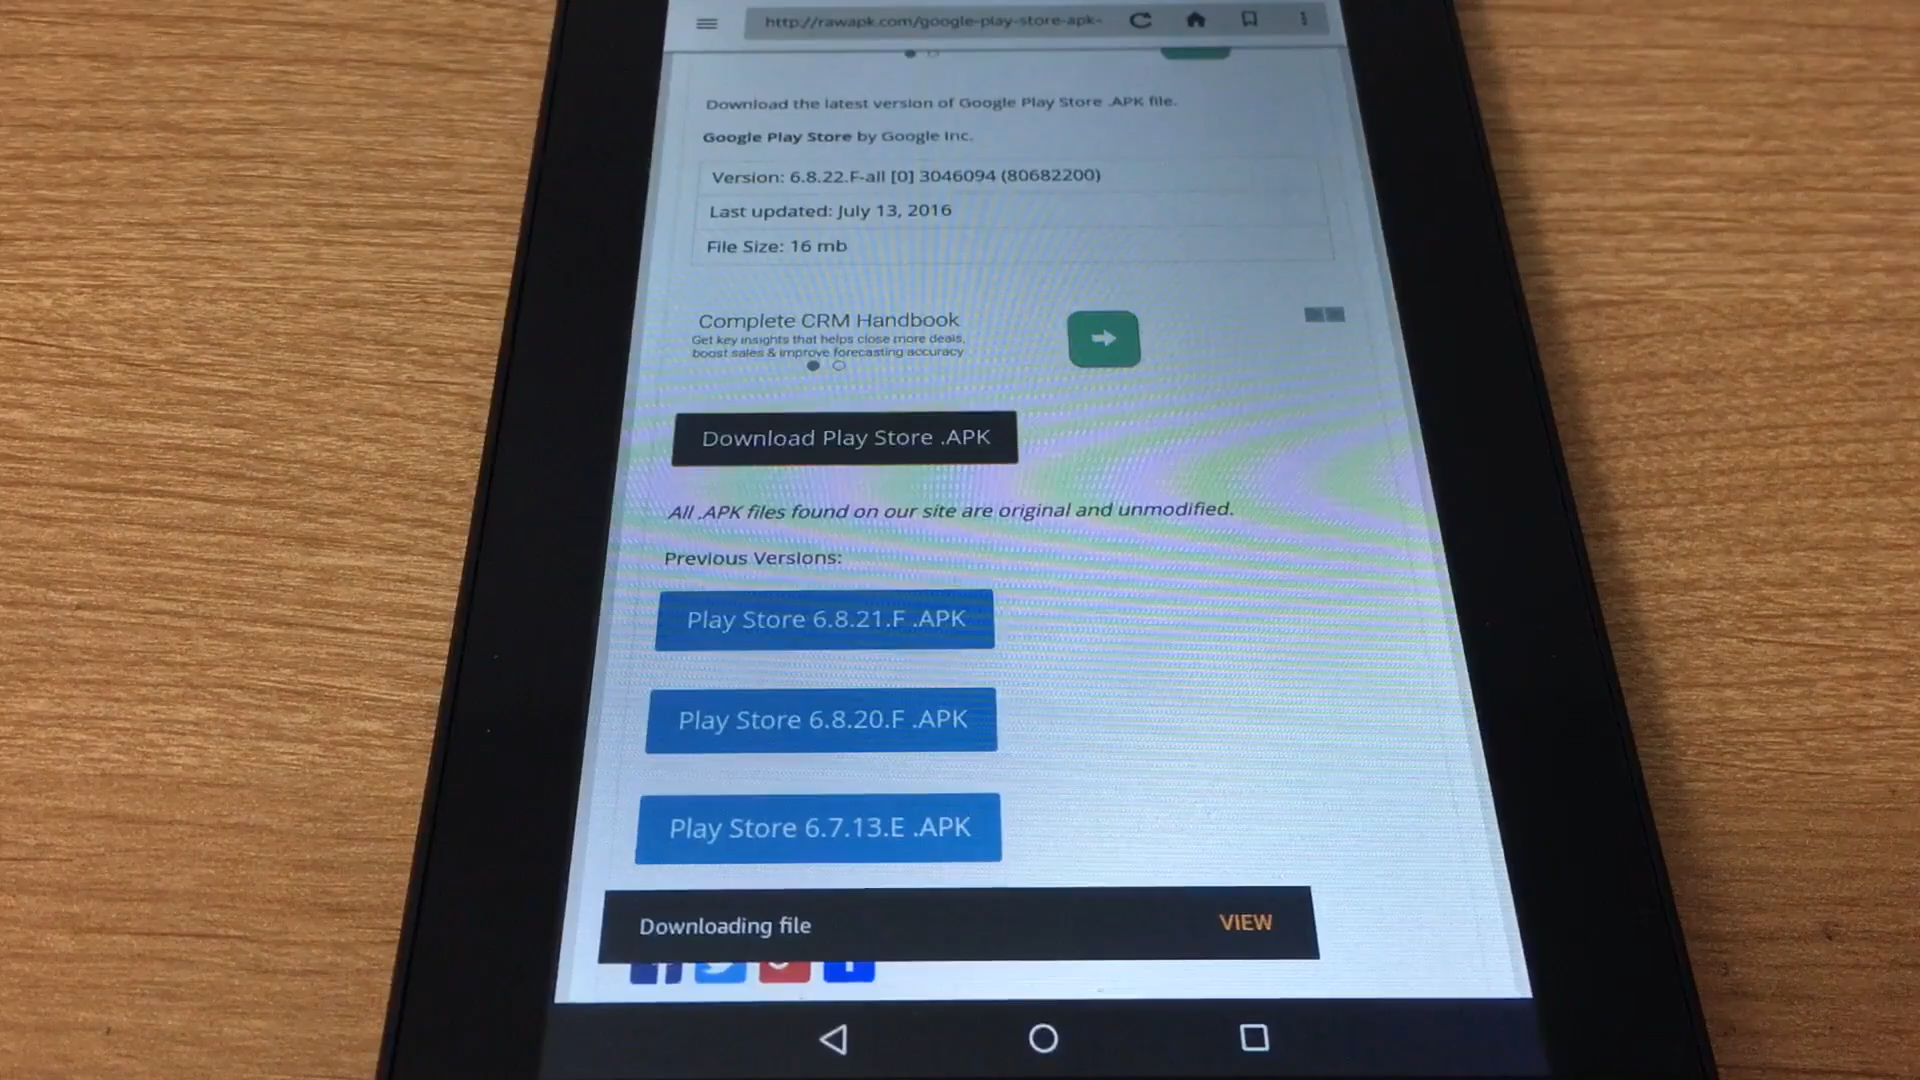 http://rawapk.com/google-play-store-apk-
Download the latest version of Google Play Store .APK file.
Google Play Store by Google Inc.
Version: 6.8.22.F-all [0] 3046094 (80682200)
Last updated: July 13, 2016
File Size: 16 mb
Complete CRM Handbook
Get key insights that helps close more deals,
boost sales & improve forecasting accuracy
Download Play Store .APK
All .APK files found on our site are original and unmodified.
Previous Versions:
Play Store 6.8.21.F .APK
Play Store 6.8.20.F .APK
Play Store 6.7.13.E .APK
Downloading file
VIEW